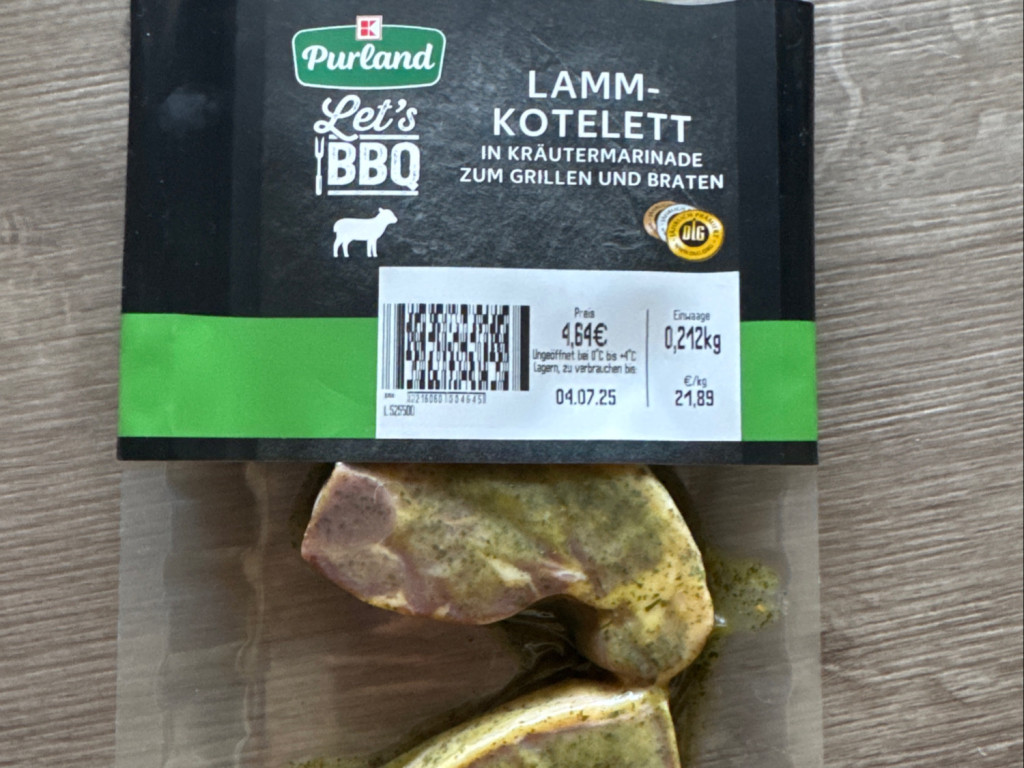 K
Purland
Let's
BBQ
LAMM-
KOTELETT
IN KRÄUTERMARINADE
ZUM GRILLEN UND BRATEN
DLG
Preis
4,64€
Ungeöffnet bei 0°C bis +4°C
lagern, zu verbrauchen bis
04.07.25
Einwaage
0,212kg
€/kg
21,89